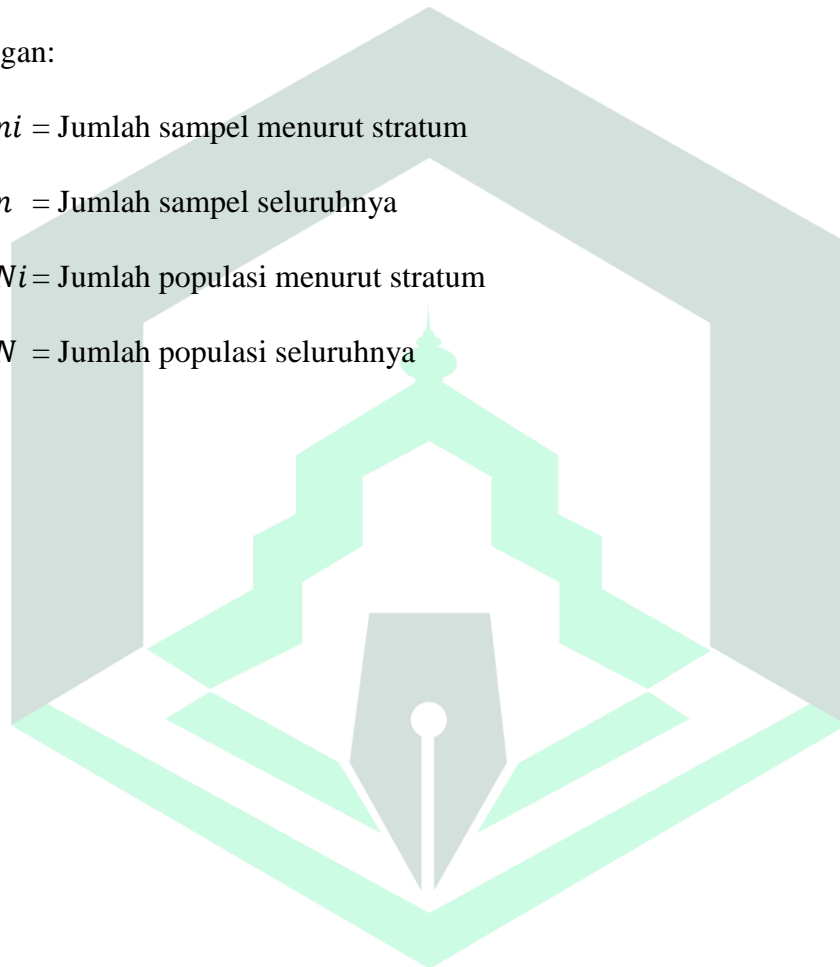 gan:
ni = Jumlah sampel menurut stratum
n = Jumlah sampel seluruhnya
Ni = Jumlah populasi menurut stratum
N = Jumlah populasi seluruhnya